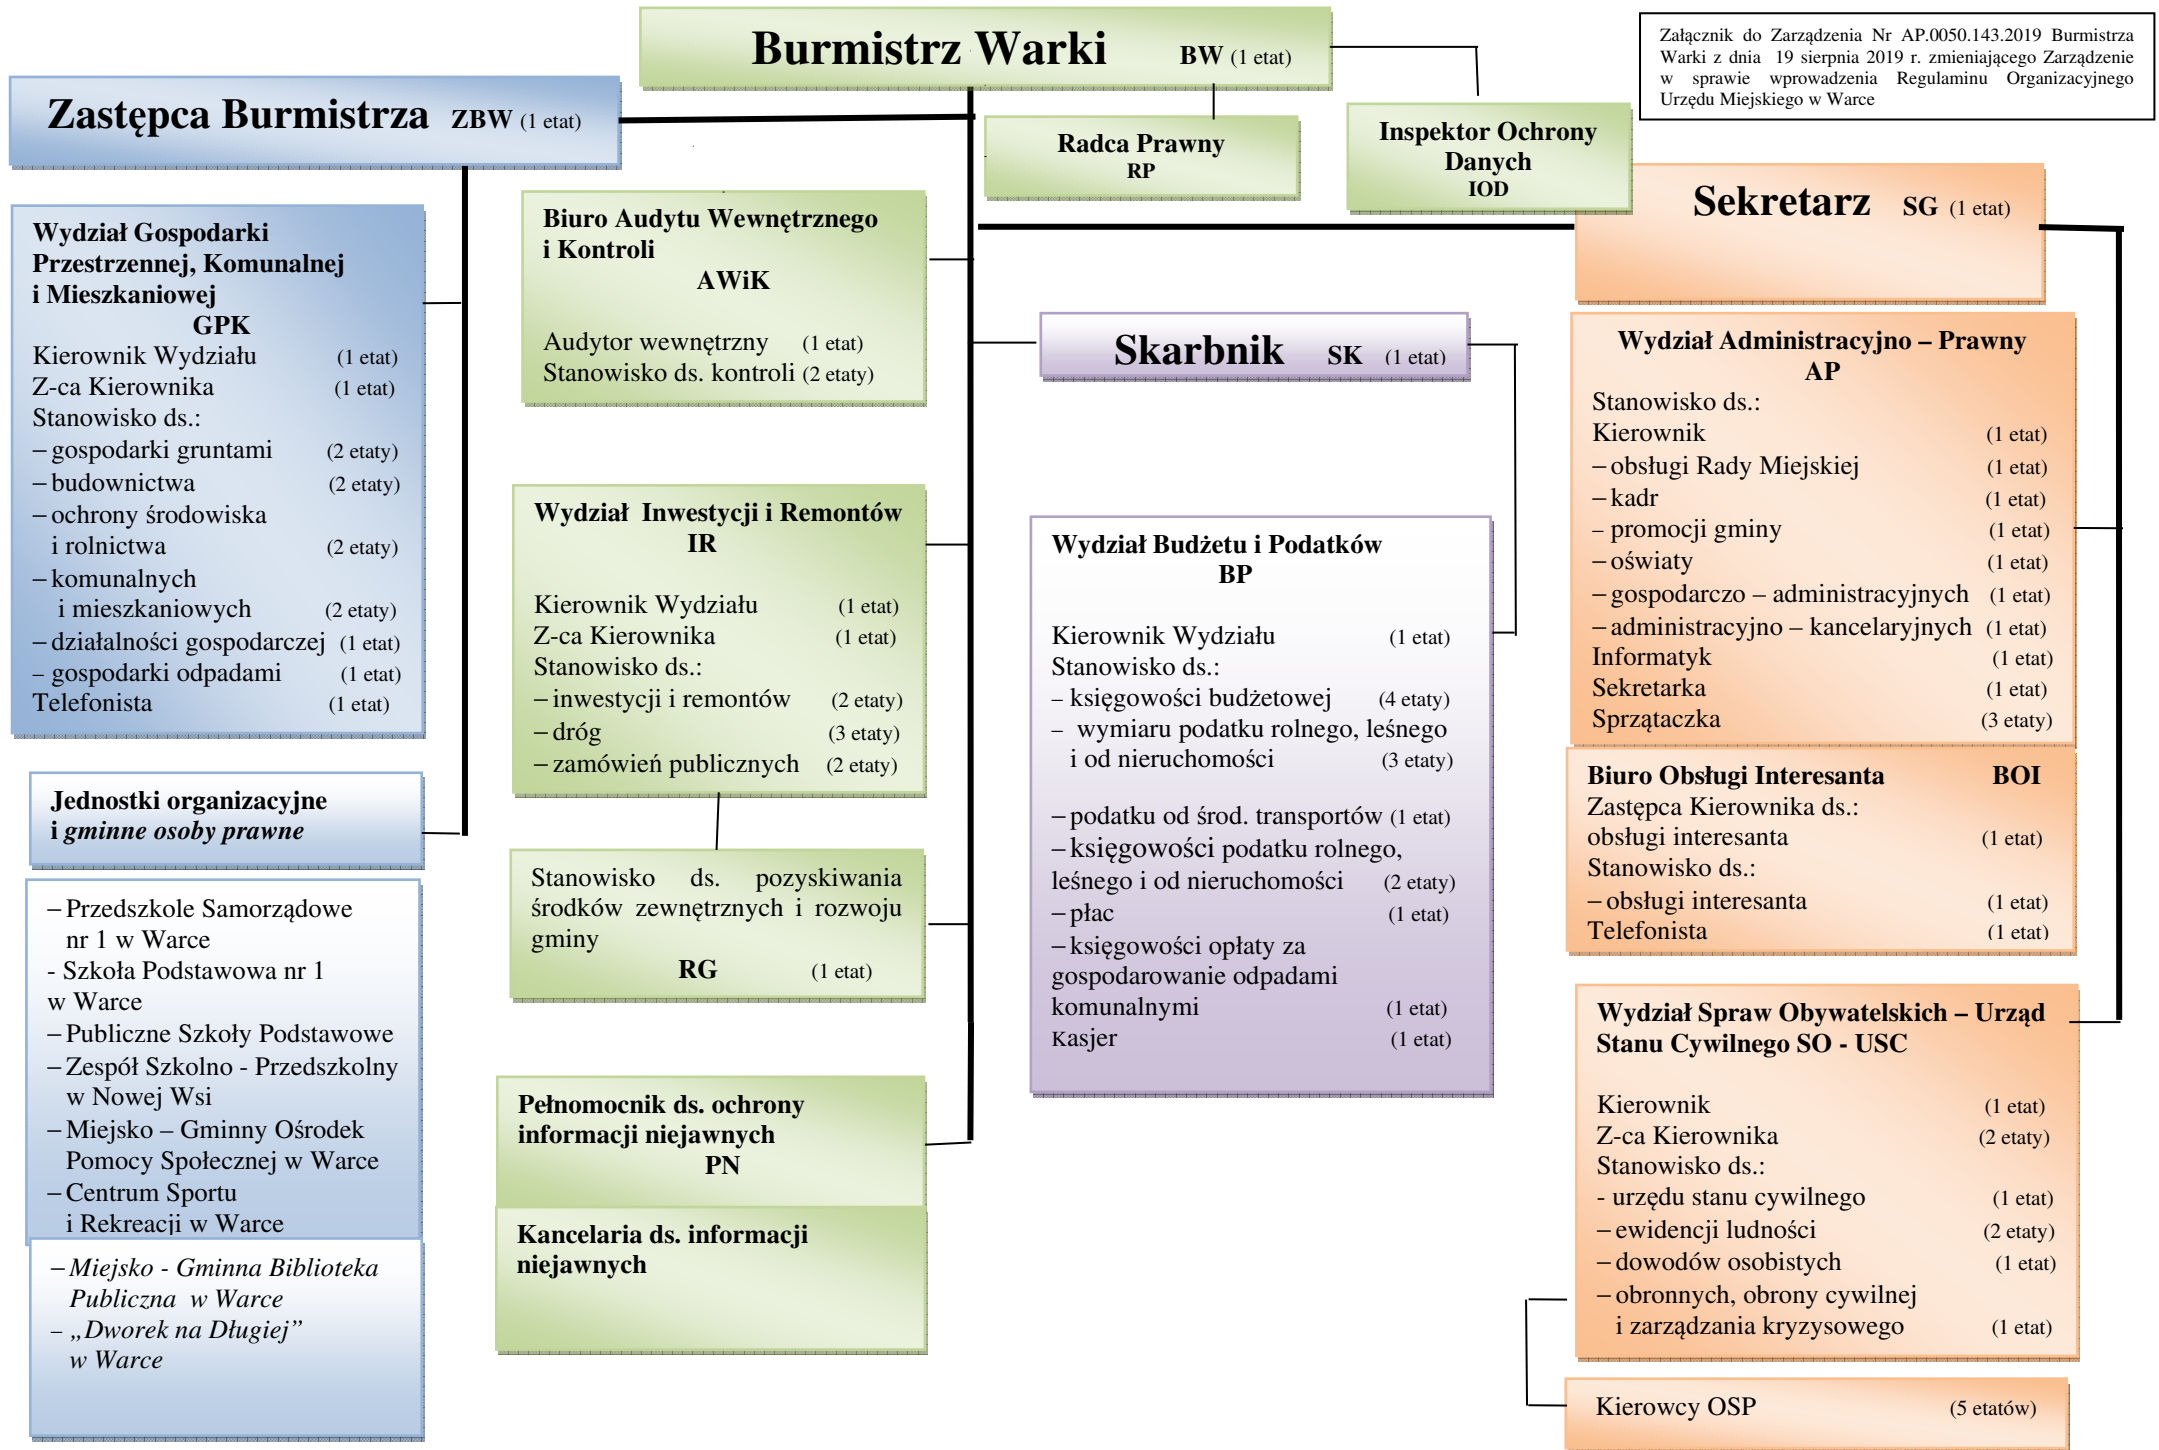 Burmistrz Warki BW (1 etat)
Załącznik do Zarządzenia Nr AP.0050.143.2019 Burmistrza
Warki z dnia 19 sierpnia 2019 r. zmieniającego Zarządzenie
w sprawie wprowadzenia Regulaminu Organizacyjnego
Urzędu Miejskiego w Warce
Zastępca Burmistrza ZBW (1 etat)
Radca Prawny
RP
Inspektor Ochrony
Danych
IOD
Sekretarz SG (1 etat)
Wydział Gospodarki
Przestrzennej, Komunalnej
i Mieszkaniowej
GPK
Kierownik Wydziału (1 etat)
Z-ca Kierownika (1 etat)
Stanowisko ds.:
– gospodarki gruntami (2 etaty)
– budownictwa (2 etaty)
– ochrony środowiska
i rolnictwa (2 etaty)
– komunalnych
i mieszkaniowych (2 etaty)
– działalności gospodarczej (1 etat)
– gospodarki odpadami (1 etat)
Telefonista (1 etat)
Jednostki organizacyjne
i gminne osoby prawne
– Przedszkole Samorządowe
nr 1 w Warce
- Szkoła Podstawowa nr 1
w Warce
– Publiczne Szkoły Podstawowe
– Zespół Szkolno - Przedszkolny
w Nowej Wsi
– Miejsko – Gminny Ośrodek
Pomocy Społecznej w Warce
– Centrum Sportu
i Rekreacji w Warce
– Miejsko - Gminna Biblioteka
Publiczna w Warce
– „Dworek na Długiej”
w Warce
Biuro Audytu Wewnętrznego
i Kontroli
AWiK
Audytor wewnętrzny (1 etat)
Stanowisko ds. kontroli (2 etaty)
Wydział Inwestycji i Remontów
IR
Kierownik Wydziału (1 etat)
Z-ca Kierownika (1 etat)
Stanowisko ds.:
– inwestycji i remontów (2 etaty)
– dróg (3 etaty)
– zamówień publicznych (2 etaty)
Stanowisko ds. pozyskiwania
środków zewnętrznych i rozwoju
gminy
RG (1 etat)
Pełnomocnik ds. ochrony
informacji niejawnych
PN
Kancelaria ds. informacji
niejawnych
Skarbnik SK (1 etat)
Wydział Budżetu i Podatków
BP
Kierownik Wydziału (1 etat)
Stanowisko ds.:
– księgowości budżetowej (4 etaty)
– wymiaru podatku rolnego, leśnego
i od nieruchomości (3 etaty)
– podatku od środ. transportów (1 etat)
– księgowości podatku rolnego,
leśnego i od nieruchomości (2 etaty)
– płac (1 etat)
– księgowości opłaty za
gospodarowanie odpadami
komunalnymi (1 etat)
Kasjer (1 etat)
Wydział Administracyjno – Prawny
AP
Stanowisko ds.:
Kierownik (1 etat)
– obsługi Rady Miejskiej (1 etat)
– kadr (1 etat)
– promocji gminy (1 etat)
– oświaty (1 etat)
– gospodarczo – administracyjnych (1 etat)
– administracyjno – kancelaryjnych (1 etat)
Informatyk (1 etat)
Sekretarka (1 etat)
Sprzątaczka (3 etaty)
Biuro Obsługi Interesanta BOI
Zastępca Kierownika ds.:
obsługi interesanta (1 etat)
Stanowisko ds.:
– obsługi interesanta (1 etat)
Telefonista (1 etat)
Wydział Spraw Obywatelskich – Urząd
Stanu Cywilnego SO - USC
Kierownik (1 etat)
Z-ca Kierownika (2 etaty)
Stanowisko ds.:
- urzędu stanu cywilnego (1 etat)
– ewidencji ludności (2 etaty)
– dowodów osobistych (1 etat)
– obronnych, obrony cywilnej
i zarządzania kryzysowego (1 etat)
Kierowcy OSP (5 etatów)